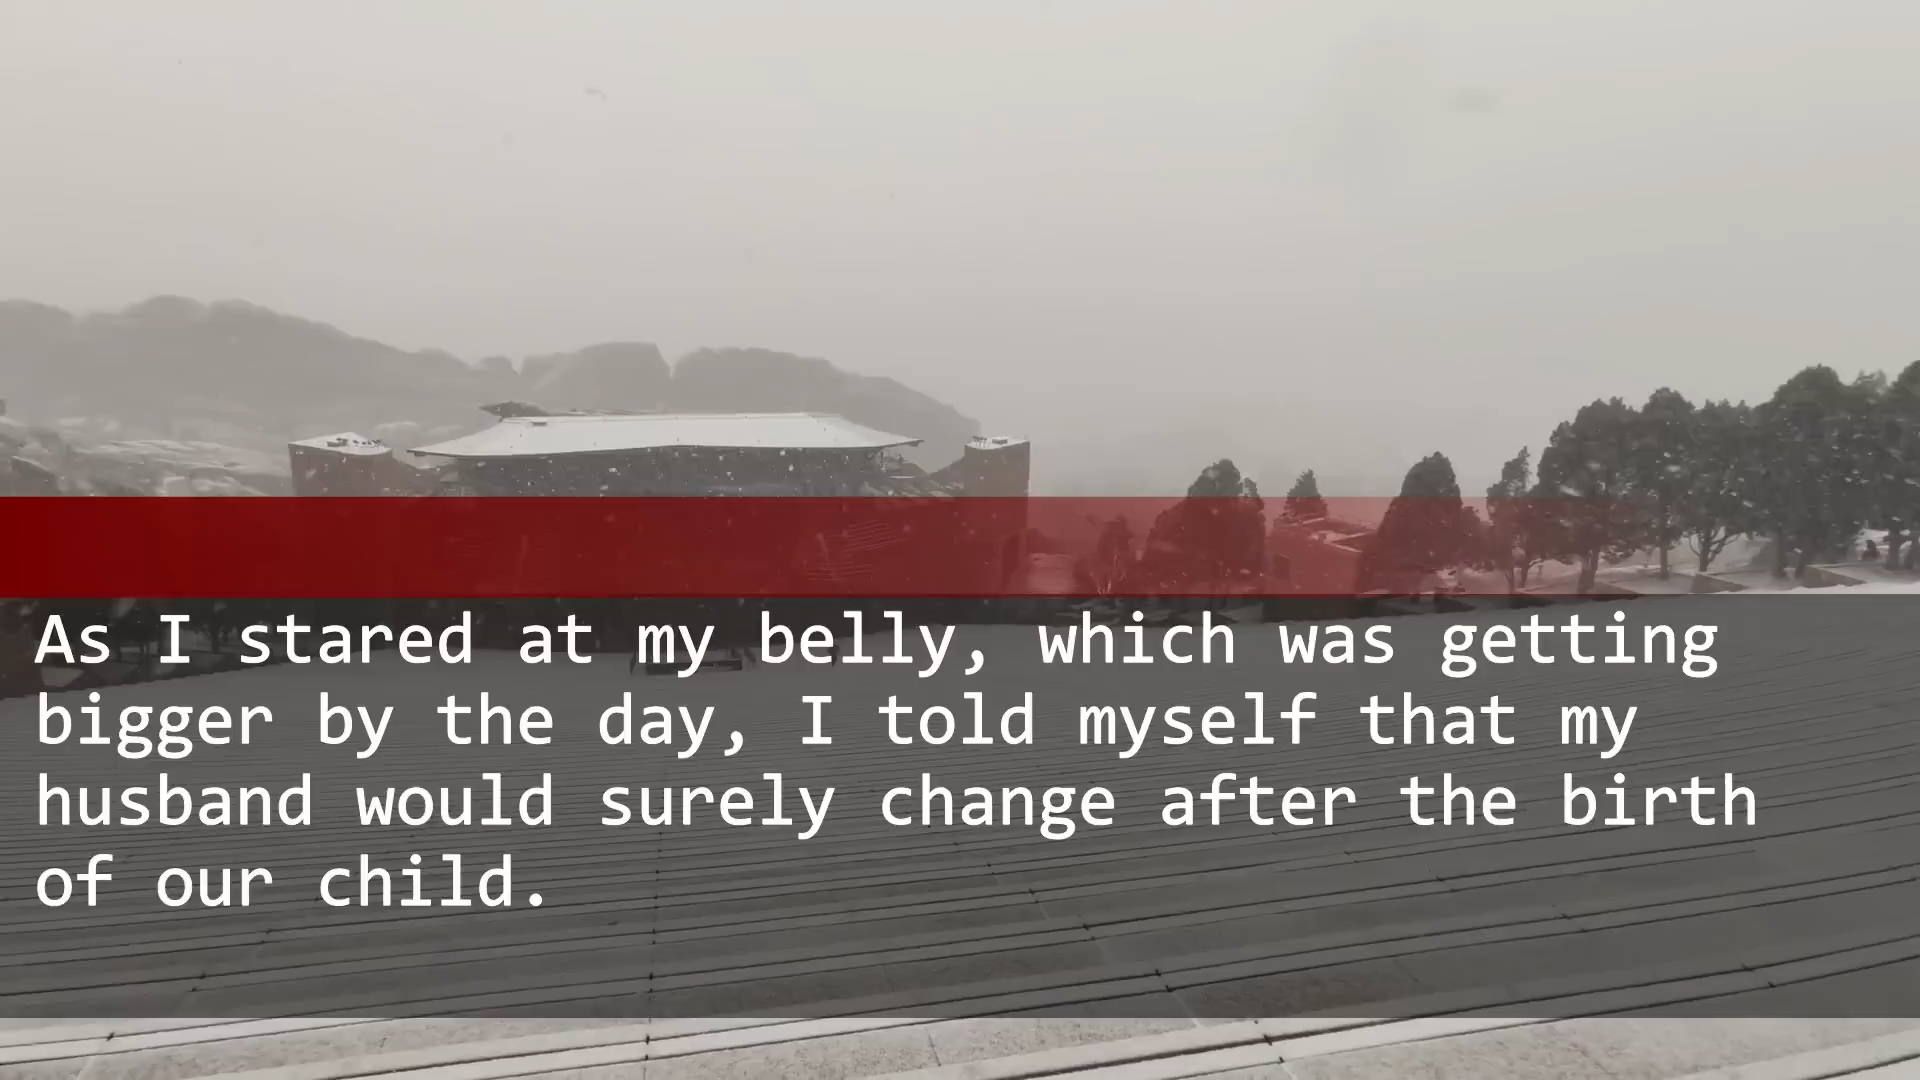 As I stared at my belly, which was getting
bigger by the day, I told myself that my
husband would surely change after the birth
of our child.